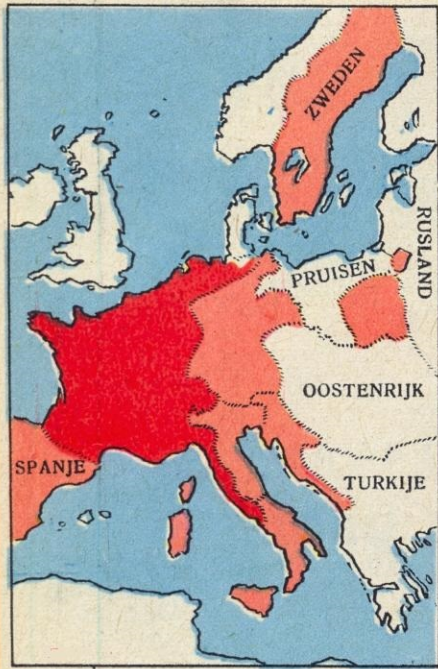 ZWEDEN
RUSLAND
PRUISEN
OOSTENRIJK
SPANJE
TURKIJE